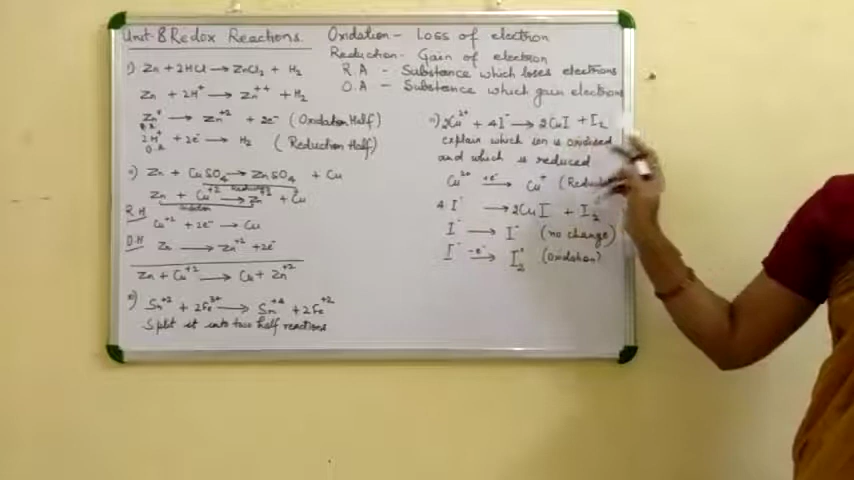 Unit-8 Redox Reactions.
Oxidation - Loss of electron
Reduction - Gain of electron
R.A - Substance which loses electrons
O.A - Substance which gain electrons
i) Zn + 2HCl → ZnCl₂ + H₂
Zn + 2H⁺ → Zn⁺⁺ + H₂
Zn → Zn⁺² + 2e⁻ (Oxidation Half)
R.A
2H⁺ + 2e⁻ → H₂ (Reduction Half)
O.A
ii) Zn + CuSO₄ → ZnSO₄ + Cu
Reduction
Zn + Cu⁺² → Zn⁺² + Cu
oxidation
R.H Cu⁺² + 2e⁻ → Cu
O.H Zn → Zn⁺² + 2e⁻
Zn + Cu⁺² → Cu + Zn⁺²
Sn⁺² + 2Fe³⁺ → Sn⁺⁴ + 2Fe⁺²
Split it into two half reactions
2Cu²⁺ + 4I⁻ → 2CuI + I₂
explain which ion is oxidised
and which is reduced
Cu²⁺ +e⁻ → Cu⁺
4I⁻ → 2CuI + I₂
I⁻ → I⁻ (no change)
I⁻ -e⁻ → I₂ (oxidation)